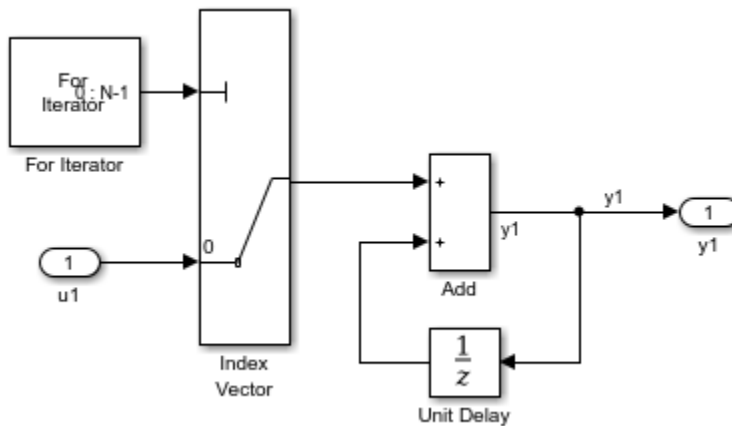 For
Iterator
0 : N-1
For Iterator
1
u1
0
Index
Vector
+
+
Add
y1
y1
1
y1
1
z
Unit Delay